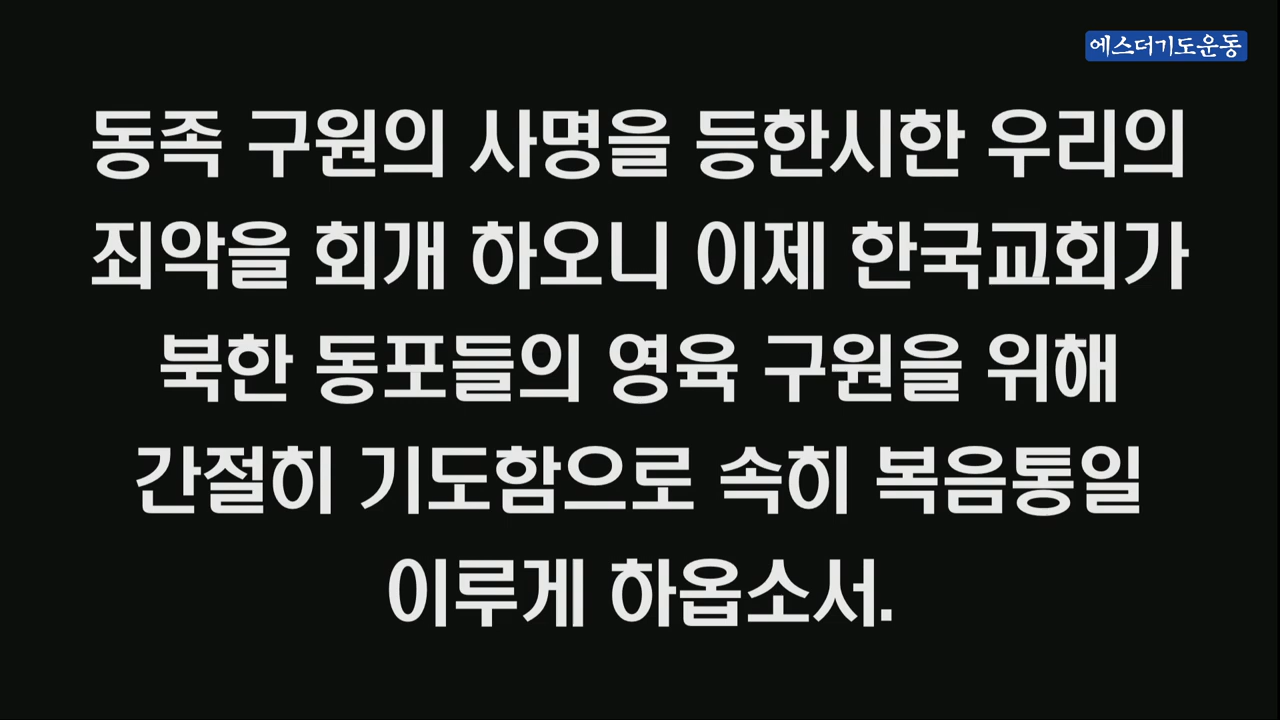 에스더기도운동
동족 구원의 사명을 등한시한 우리의
죄악을 회개 하오니 이제 한국교회가
북한 동포들의 영육 구원을 위해
간절히 기도함으로 속히 복음통일
이루게 하옵소서.